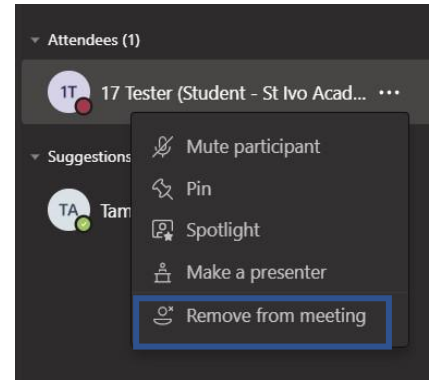 Attendees (1)
1T 17 Tester (Student - St Ivo Acad... ...
Mute participant
Suggestions
Pin
TA Tam
Spotlight
Make a presenter
Remove from meeting